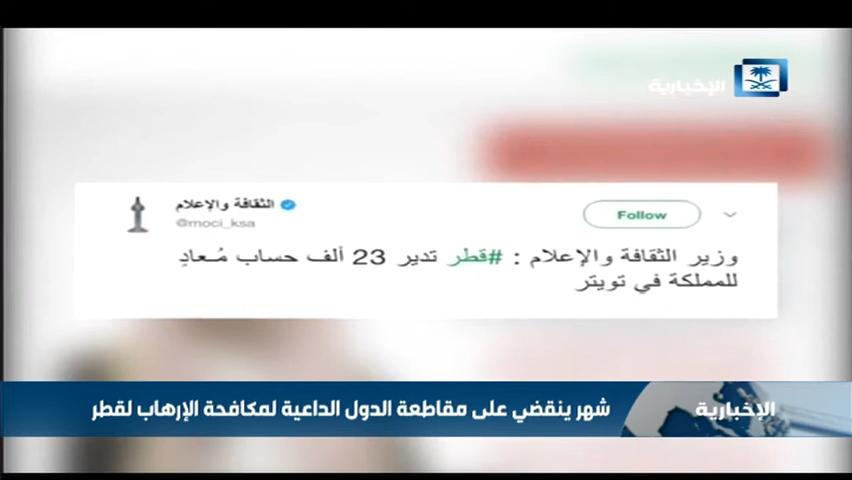 الإخبارية
الثقافة والإعلام
@moci_ksa
Follow
وزير الثقافة والإعلام : #قطر تدير 23 ألف حساب مُعادٍ
للمملكة في تويتر
الإخبارية
شهر ينقضي على مقاطعة الدول الداعية لمكافحة الإرهاب لقطر